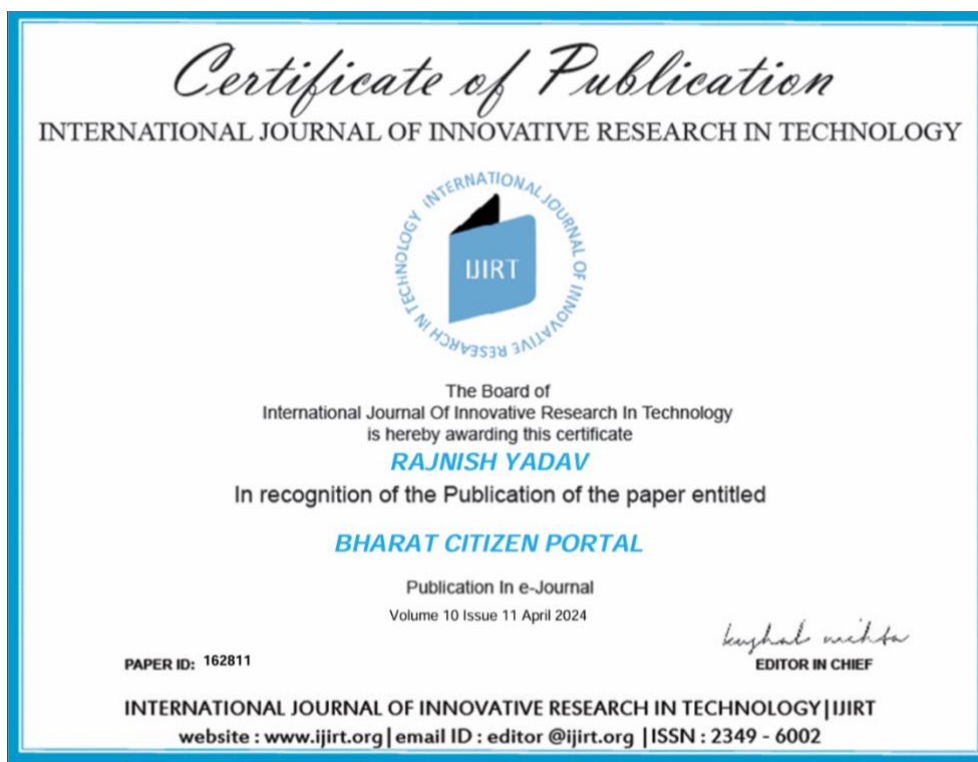 Certificate of Publication
INTERNATIONAL JOURNAL OF INNOVATIVE RESEARCH IN TECHNOLOGY
INTERNATIONAL JOURNAL OF INNOVATIVE RESEARCH IN TECHNOLOGY
IJIRT
The Board of
International Journal Of Innovative Research In Technology
is hereby awarding this certificate
RAJNISH YADAV
In recognition of the Publication of the paper entitled
BHARAT CITIZEN PORTAL
Publication In e-Journal
Volume 10 Issue 11 April 2024
PAPER ID: 162811
EDITOR IN CHIEF
INTERNATIONAL JOURNAL OF INNOVATIVE RESEARCH IN TECHNOLOGY|IJIRT
website : www.ijirt.org| email ID : editor @ijirt.org |ISSN : 2349 - 6002